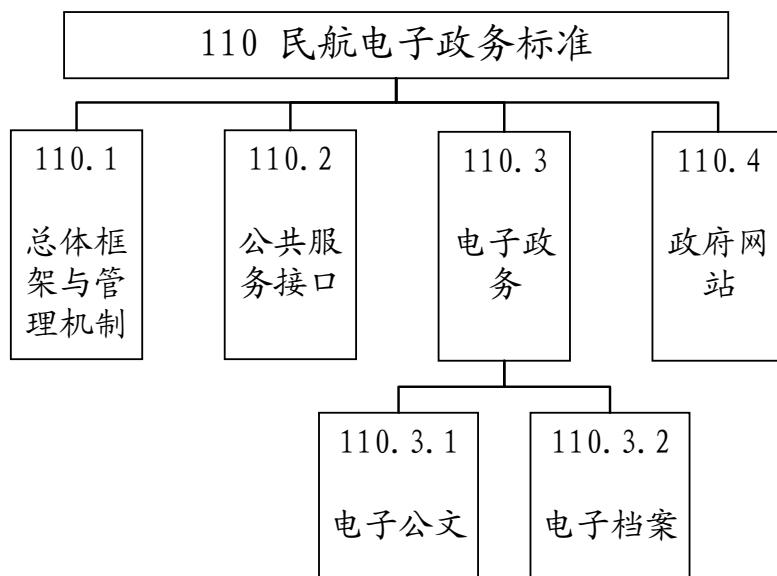 110 民航电子政务标准
110.1
总体框
架与管
理机制
110.2
公共服
务接口
110.3
电子政
务
110.4
政府网
站
110.3.1
电子公文
110.3.2
电子档案